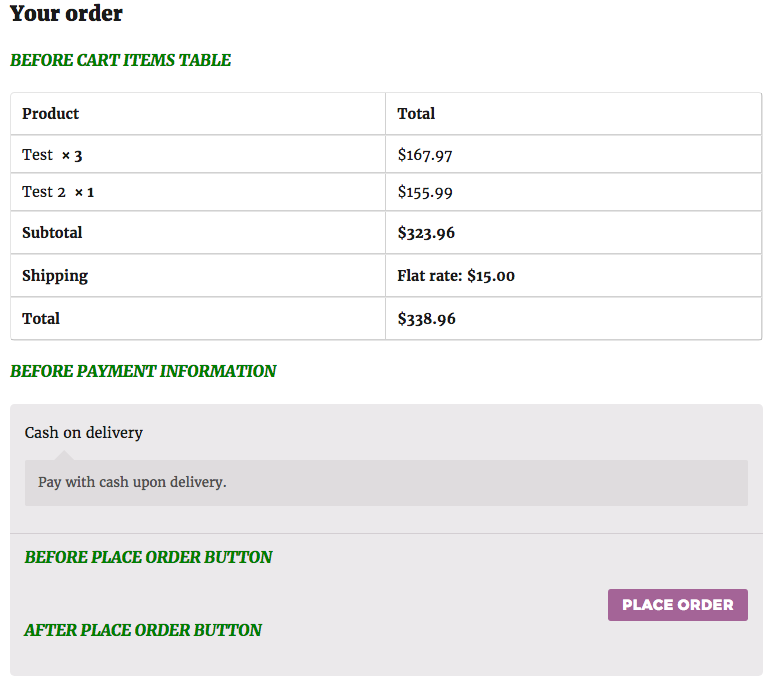 Your order
BEFORE CART ITEMS TABLE
Product Total
Test × 3 $167.97
Test 2 × 1 $155.99
Subtotal $323.96
Shipping Flat rate: $15.00
Total $338.96
BEFORE PAYMENT INFORMATION
Cash on delivery
Pay with cash upon delivery.
BEFORE PLACE ORDER BUTTON
PLACE ORDER
AFTER PLACE ORDER BUTTON